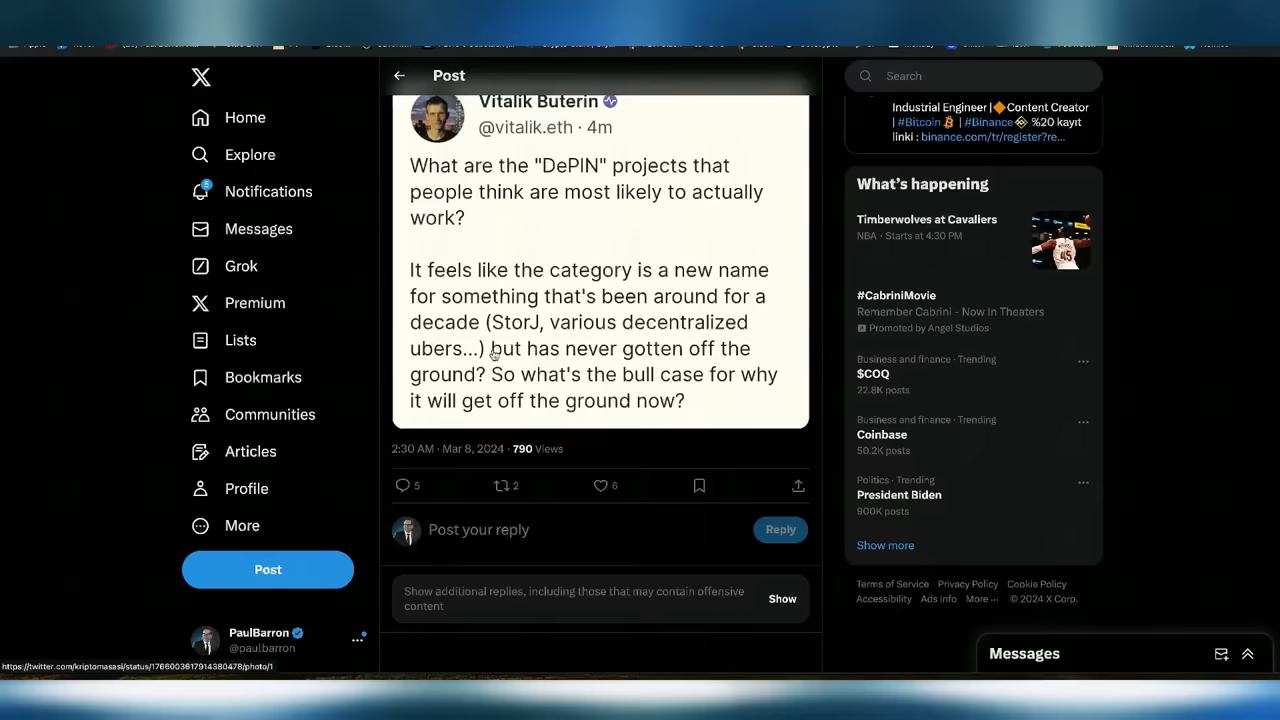 Home
Explore
5
Notifications
Messages
Grok
Premium
Lists
Bookmarks
Communities
Articles
Profile
More
Post
PaulBarron
@paulbarron
https://twitter.com/kriptomasasi/status/1766003617914380478/photo/1
Post
Vitalik Buterin
@vitalik.eth · 4m
What are the "DePIN" projects that
people think are most likely to actually
work?
It feels like the category is a new name
for something that's been around for a
decade (StorJ, various decentralized
ubers...) but has never gotten off the
ground? So what's the bull case for why
it will get off the ground now?
2:30 AM · Mar 8, 2024 · 790 Views
5 2 6
Post your reply
Reply
Show additional replies, including those that may contain offensive
content
Show
Search
Industrial Engineer | Content Creator
| #Bitcoin | #Binance %20 kayıt
linki : binance.com/tr/register?re…
What's happening
Timberwolves at Cavaliers
NBA · Starts at 4:30 PM
#CabriniMovie
Remember Cabrini - Now In Theaters
Promoted by Angel Studios
Business and finance · Trending
$COQ
22.8K posts
Business and finance · Trending
Coinbase
50.2K posts
Politics · Trending
President Biden
900K posts
Show more
Terms of Service Privacy Policy Cookie Policy
Accessibility Ads info More ··· © 2024 X Corp.
Messages